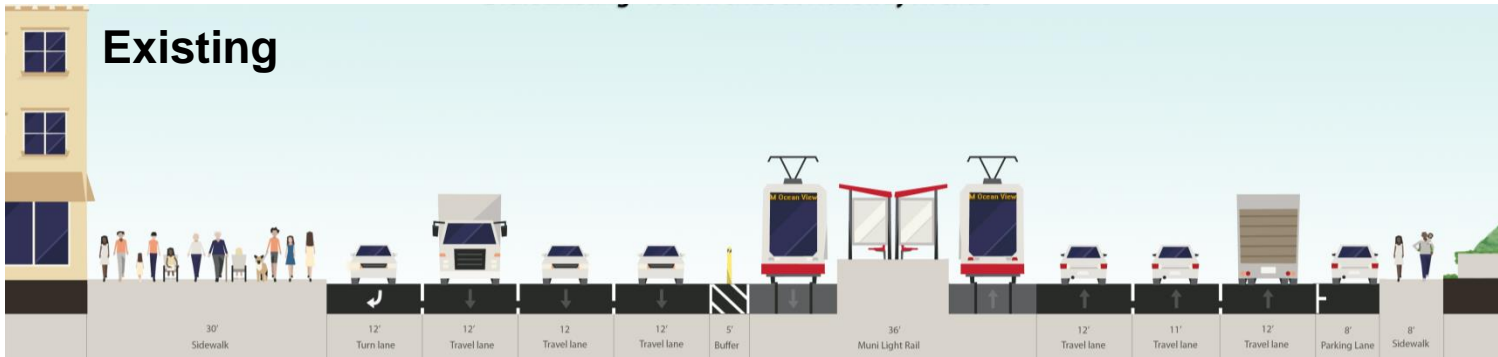 Existing
M Ocean View
M Ocean View
30'
Sidewalk
12'
Turn lane
12'
Travel lane
12
Travel lane
12'
Travel lane
5'
Buffer
36'
Muni Light Rail
12'
Travel lane
11'
Travel lane
12'
Travel lane
8'
Parking Lane
8'
Sidewalk